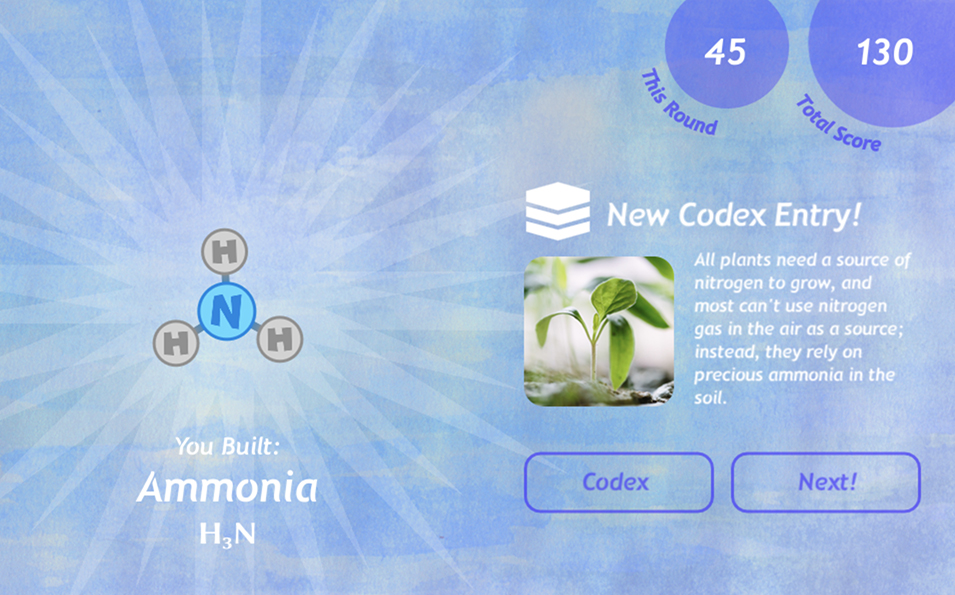 45
130
This Round
Total Score
H
N
H
H
You Built:
Ammonia
H₃N
New Codex Entry!
All plants need a source of
nitrogen to grow, and
most can't use nitrogen
gas in the air as a source;
instead, they rely on
precious ammonia in the
soil.
Codex
Next!